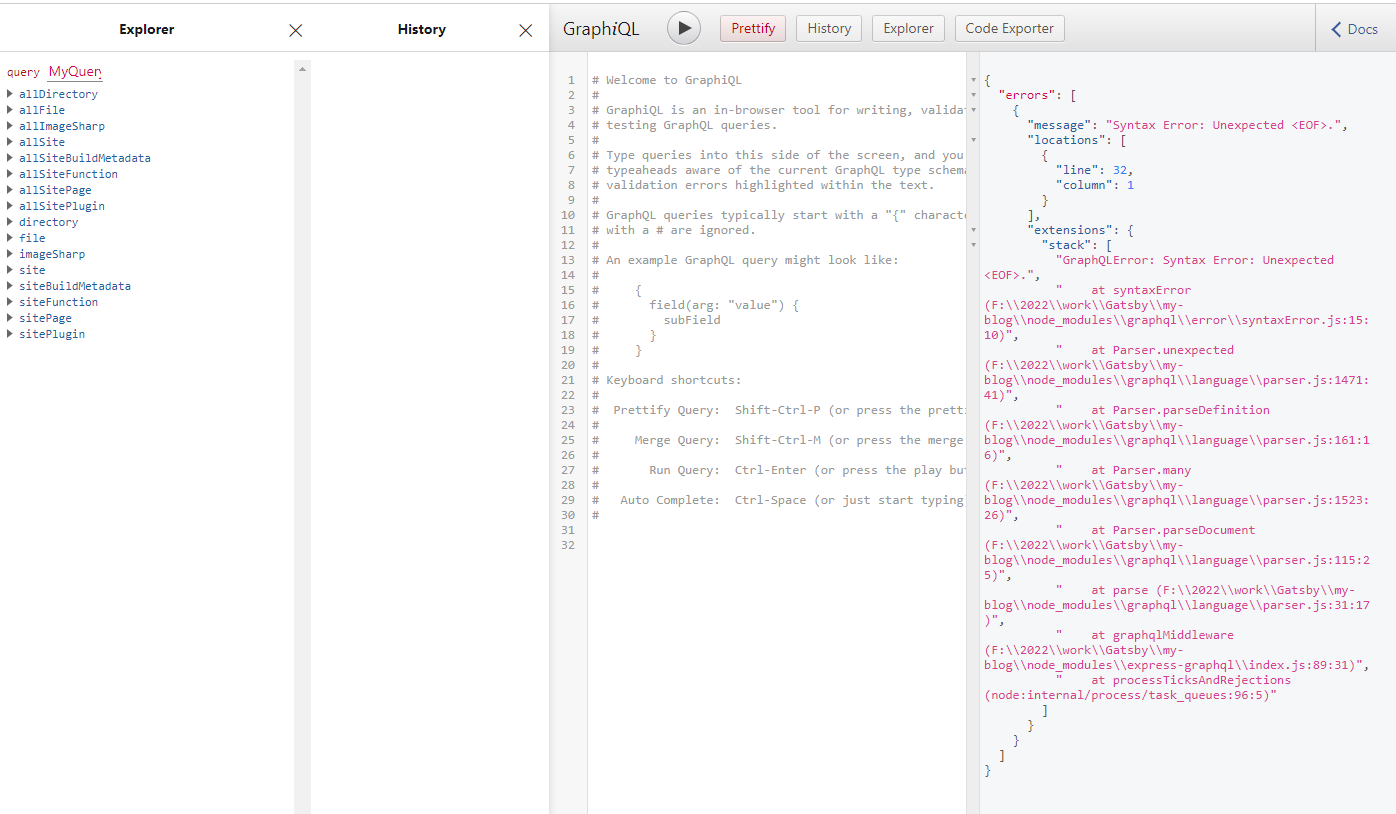 Explorer
History
GraphiQL
Prettify
History
Explorer
Code Exporter
Docs
query MyQuery
allDirectory
allFile
allImageSharp
allSite
allSiteBuildMetadata
allSiteFunction
allSitePage
allSitePlugin
directory
file
imageSharp
site
siteBuildMetadata
siteFunction
sitePage
sitePlugin
1 # Welcome to GraphiQL
2 #
3 # GraphiQL is an in-browser tool for writing, validat
4 # testing GraphQL queries.
5 #
6 # Type queries into this side of the screen, and you
7 # typeaheads aware of the current GraphQL type schema
8 # validation errors highlighted within the text.
9 #
10 # GraphQL queries typically start with a "{" characte
11 # with a # are ignored.
12 #
13 # An example GraphQL query might look like:
14 #
15 #     {
16 #       field(arg: "value") {
17 #         subField
18 #       }
19 #     }
20 #
21 # Keyboard shortcuts:
22 #
23 #  Prettify Query:  Shift-Ctrl-P (or press the pretti
24 #
25 #     Merge Query:  Shift-Ctrl-M (or press the merge
26 #
27 #       Run Query:  Ctrl-Enter (or press the play but
28 #
29 #   Auto Complete:  Ctrl-Space (or just start typing
30 #
31
32
{
  "errors": [
    {
      "message": "Syntax Error: Unexpected <EOF>.",
      "locations": [
        {
          "line": 32,
          "column": 1
        }
      ],
      "extensions": {
        "stack": [
          "GraphQLError: Syntax Error: Unexpected
<EOF>.",
          "    at syntaxError
(F:\\2022\\work\\Gatsby\\my-
blog\\node_modules\\graphql\\error\\syntaxError.js:15:
10)",
          "    at Parser.unexpected
(F:\\2022\\work\\Gatsby\\my-
blog\\node_modules\\graphql\\language\\parser.js:1471:
41)",
          "    at Parser.parseDefinition
(F:\\2022\\work\\Gatsby\\my-
blog\\node_modules\\graphql\\language\\parser.js:161:1
6)",
          "    at Parser.many
(F:\\2022\\work\\Gatsby\\my-
blog\\node_modules\\graphql\\language\\parser.js:1523:
26)",
          "    at Parser.parseDocument
(F:\\2022\\work\\Gatsby\\my-
blog\\node_modules\\graphql\\language\\parser.js:115:2
5)",
          "    at parse (F:\\2022\\work\\Gatsby\\my-
blog\\node_modules\\graphql\\language\\parser.js:31:17
)",
          "    at graphqlMiddleware
(F:\\2022\\work\\Gatsby\\my-
blog\\node_modules\\express-graphql\\index.js:89:31)",
          "    at processTicksAndRejections
(node:internal/process/task_queues:96:5)"
        ]
      }
    }
  ]
}